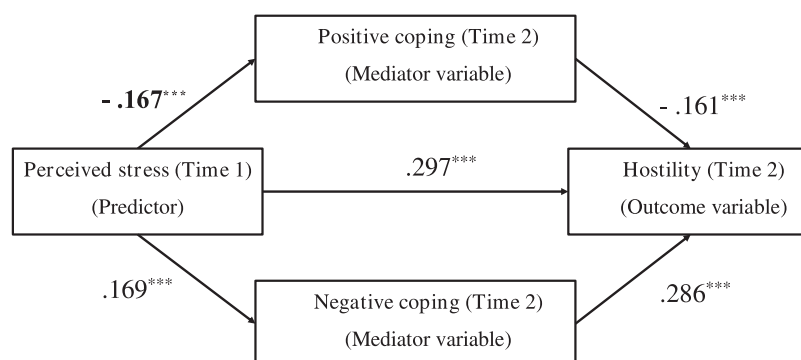 Positive coping (Time 2)
(Mediator variable)
- .167***
- .161***
Perceived stress (Time 1)
(Predictor)
.297***
Hostility (Time 2)
(Outcome variable)
.169***
Negative coping (Time 2)
(Mediator variable)
.286***